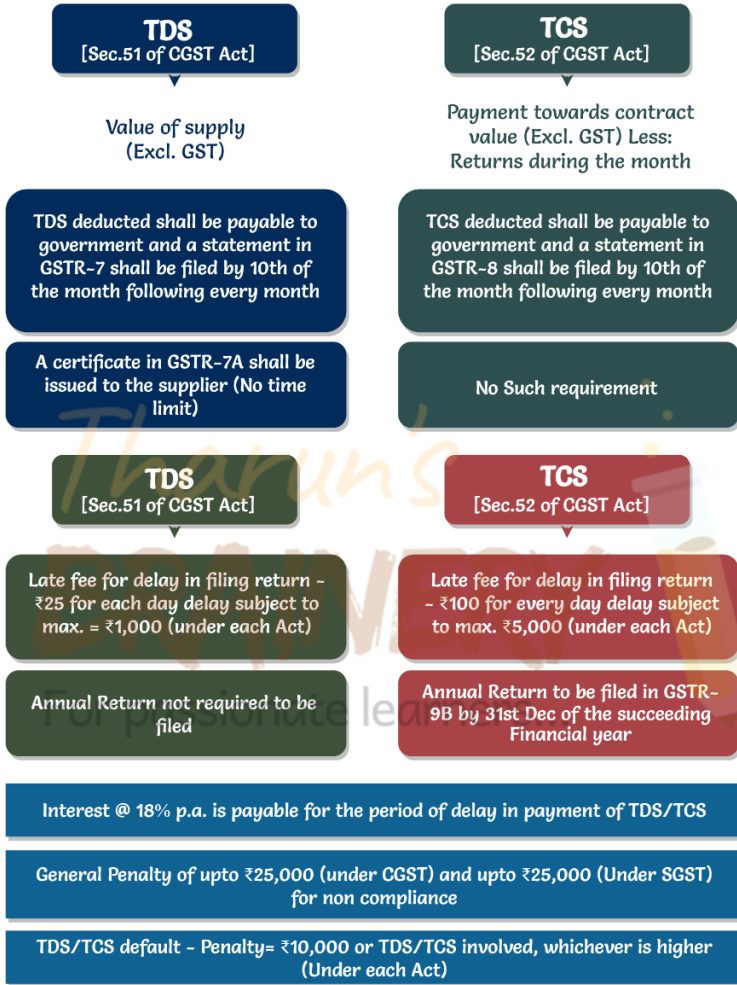 TDS
[Sec.51 of CGST Act]
Value of supply
(Excl. GST)
TDS deducted shall be payable to
government and a statement in
GSTR-7 shall be filed by 10th of
the month following every month
A certificate in GSTR-7A shall be
issued to the supplier (No time
limit)
TCS
[Sec.52 of CGST Act]
Payment towards contract
value (Excl. GST) Less:
Returns during the month
TCS deducted shall be payable to
government and a statement in
GSTR-8 shall be filed by 10th of
the month following every month
No Such requirement
Tharun's
BRAINERY
For passionate learners...
TDS
[Sec.51 of CGST Act]
Late fee for delay in filing return -
₹25 for each day delay subject to
max. = ₹1,000 (under each Act)
Annual Return not required to be
filed
TCS
[Sec.52 of CGST Act]
Late fee for delay in filing return
- ₹100 for every day delay subject
to max. ₹5,000 (under each Act)
Annual Return to be filed in GSTR-
9B by 31st Dec of the succeeding
Financial year
Interest @ 18% p.a. is payable for the period of delay in payment of TDS/TCS
General Penalty of upto ₹25,000 (under CGST) and upto ₹25,000 (Under SGST)
for non compliance
TDS/TCS default - Penalty= ₹10,000 or TDS/TCS involved, whichever is higher
(Under each Act)